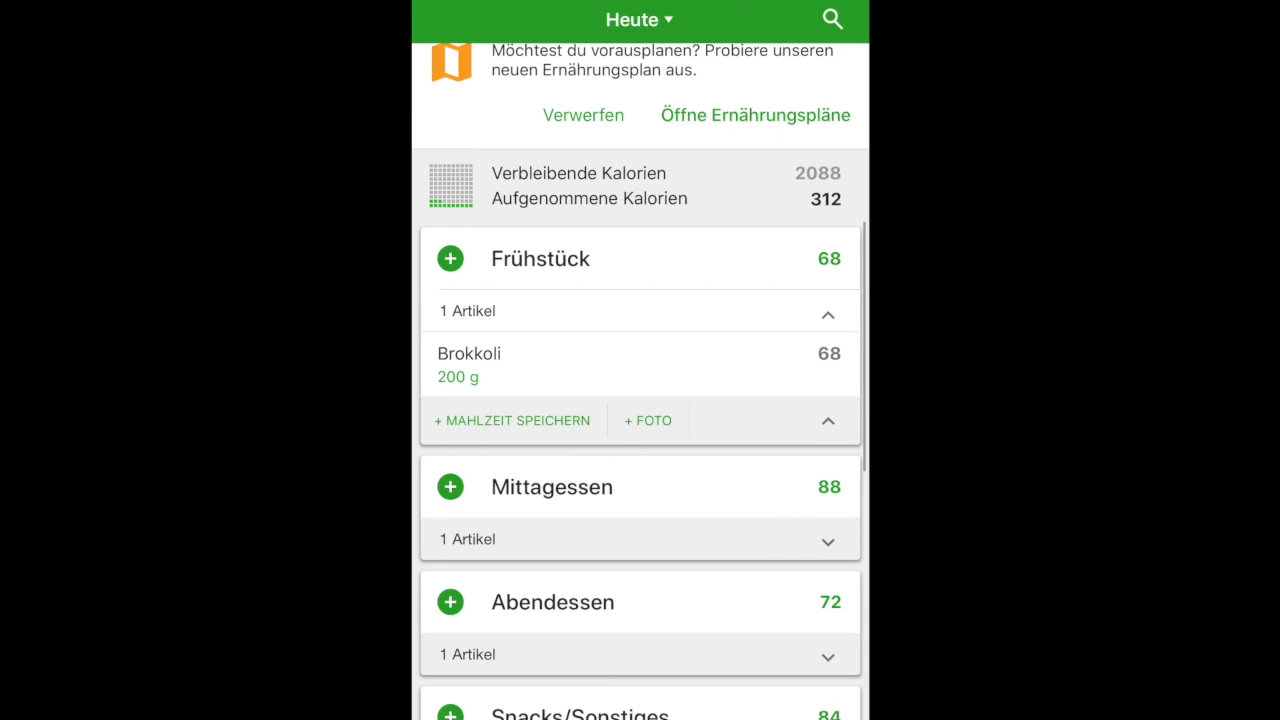 Heute
Möchtest du vorausplanen? Probiere unseren
neuen Ernährungsplan aus.
Verwerfen Öffne Ernährungspläne
Verbleibende Kalorien 2088
Aufgenommene Kalorien 312
Frühstück 68
1 Artikel
Brokkoli 68
200 g
+ MAHLZEIT SPEICHERN + FOTO
Mittagessen 88
1 Artikel
Abendessen 72
1 Artikel
Snacks/Sonstiges 84